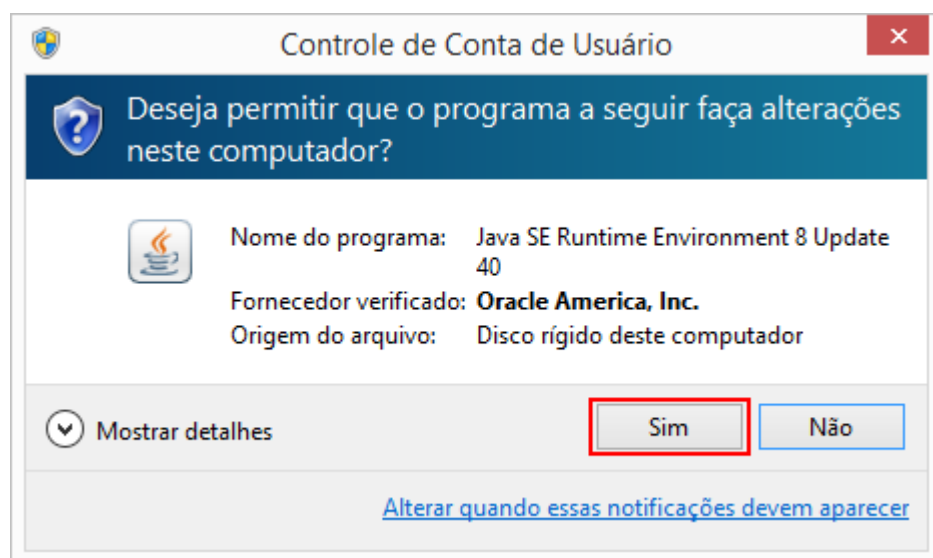 Controle de Conta de Usuário
Deseja permitir que o programa a seguir faça alterações
neste computador?
Nome do programa: Java SE Runtime Environment 8 Update
40
Fornecedor verificado: Oracle America, Inc.
Origem do arquivo: Disco rígido deste computador
Mostrar detalhes Sim Não
Alterar quando essas notificações devem aparecer